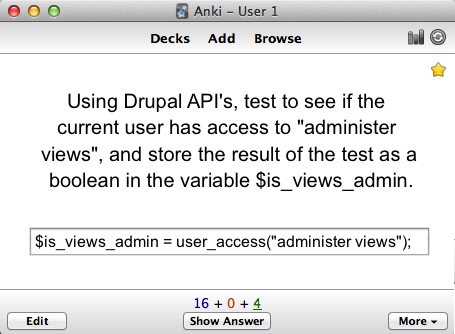 Anki – User 1
Decks Add Browse
Using Drupal API's, test to see if the
current user has access to "administer
views", and store the result of the test as a
boolean in the variable $is_views_admin.
$is_views_admin = user_access("administer views");
16 + 0 + 4
Edit Show Answer More